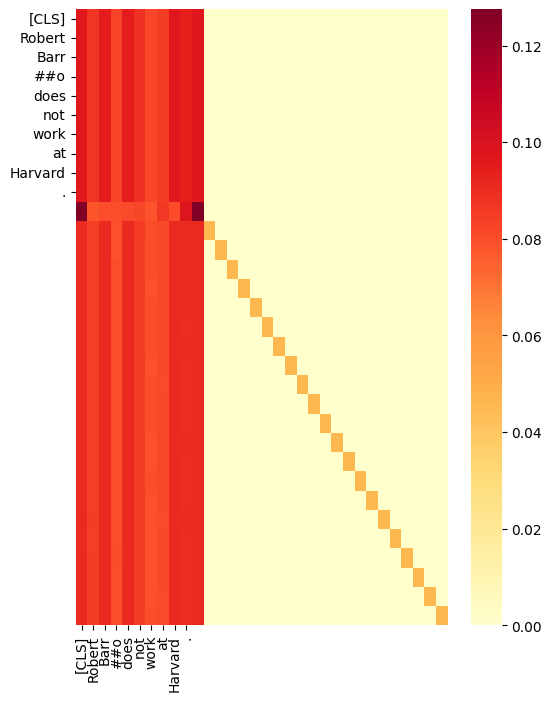 [CLS]
Robert
Barr
##o
does
not
work
at
Harvard
.
[CLS]
Robert
Barr
##o
does
not
work
at
Harvard
.
0.12
0.10
0.08
0.06
0.04
0.02
0.00